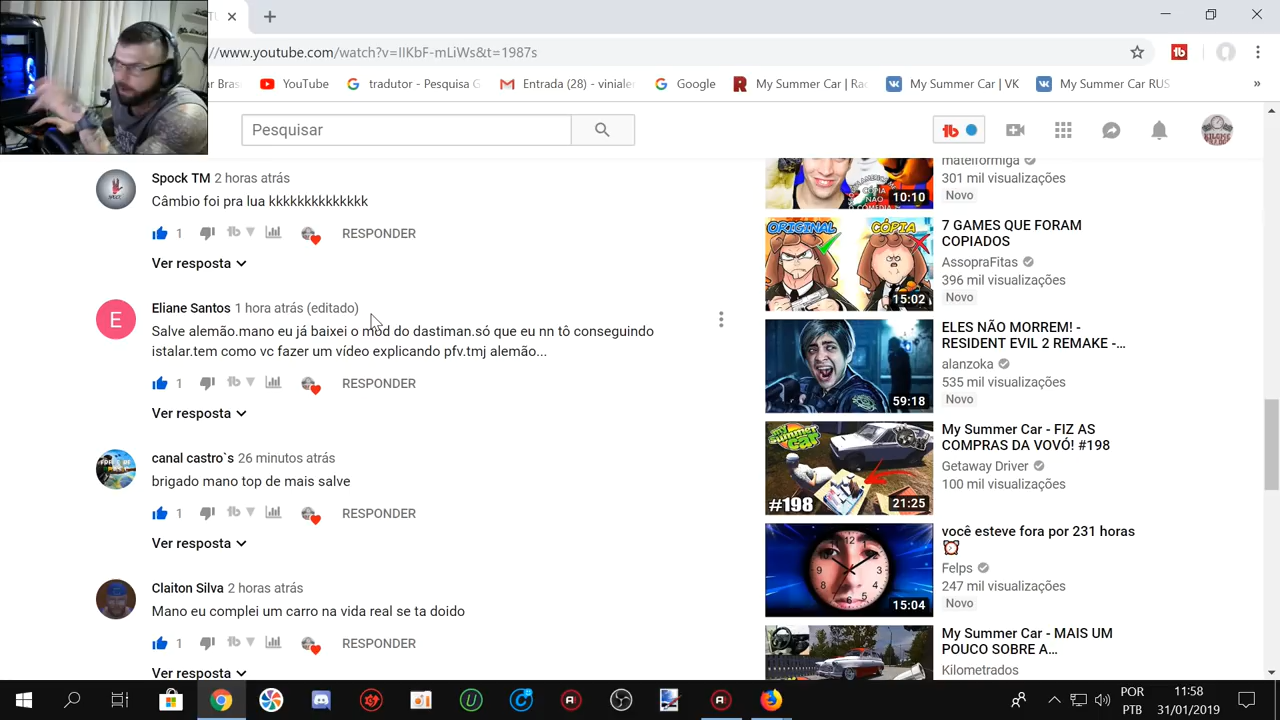 //www.youtube.com/watch?v=IIKbF-mLiWs&t=1987s
YouTube
tradutor - Pesquisa G
Entrada (28) - vinialer
Google
My Summer Car | Ra
My Summer Car | VK
My Summer Car RUS
»
Pesquisar
Spock TM 2 horas atrás
Câmbio foi pra lua kkkkkkkkkkkkkk
1 RESPONDER
Ver resposta
E
Eliane Santos 1 hora atrás (editado)
Salve alemão.mano eu já baixei o mod do dastiman.só que eu nn tô conseguindo
istalar.tem como vc fazer um vídeo explicando pfv.tmj alemão...
1 RESPONDER
Ver resposta
canal castro`s 26 minutos atrás
brigado mano top de mais salve
1 RESPONDER
Ver resposta
Claiton Silva 2 horas atrás
Mano eu complei um carro na vida real se ta doido
1 RESPONDER
Ver resposta
mateiformiga
301 mil visualizações
Novo
10:10
7 GAMES QUE FORAM
COPIADOS
AssopraFitas
396 mil visualizações
Novo
ORIGINAL
CÓPIA
15:02
ELES NÃO MORREM! -
RESIDENT EVIL 2 REMAKE -...
alanzoka
535 mil visualizações
Novo
59:18
My Summer Car - FIZ AS
COMPRAS DA VOVÓ! #198
Getaway Driver
100 mil visualizações
my Summer car
#198
21:25
você esteve fora por 231 horas
Felps
247 mil visualizações
Novo
15:04
My Summer Car - MAIS UM
POUCO SOBRE A...
Kilometrados
POR
PTB
11:58
31/01/2019